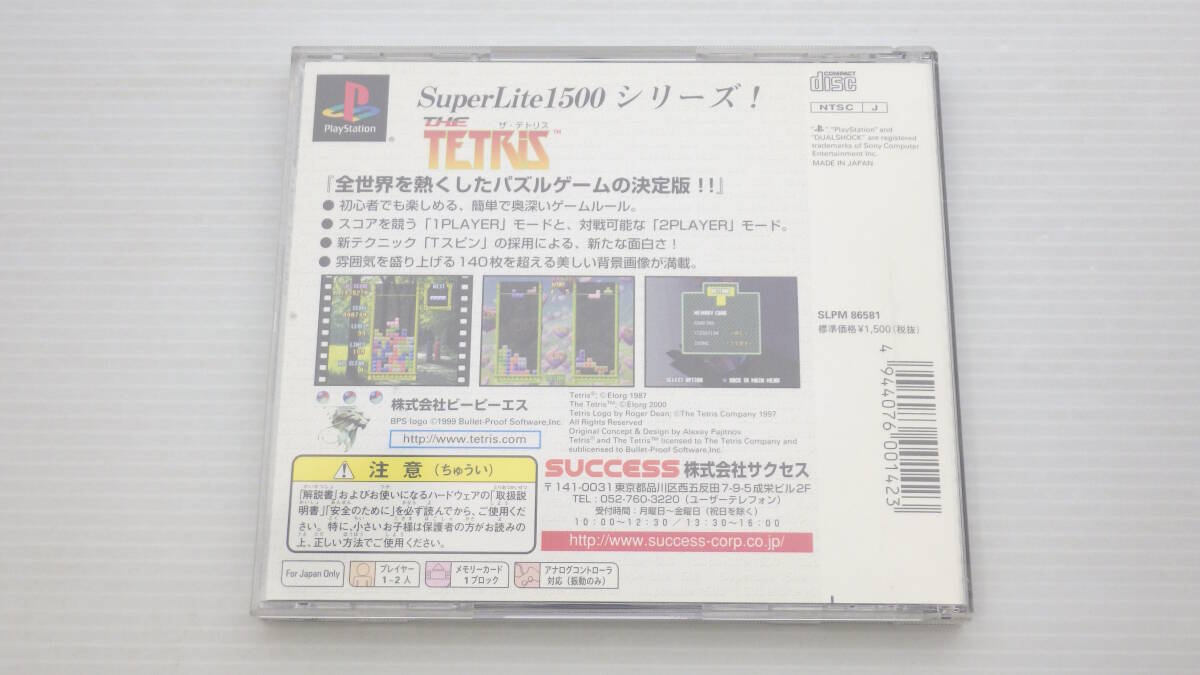 PlayStation
SuperLite1500 シリーズ！
THE
ザ・テトリス
TETRIS™
『全世界を熱くしたパズルゲームの決定版！！』
● 初心者でも楽しめる、簡単で奥深いゲームルール。
● スコアを競う「1PLAYER」モードと、対戦可能な「2PLAYER」モード。
● 新テクニック「Tスピン」の採用による、新たな面白さ！
● 雰囲気を盛り上げる140枚を超える美しい背景画像が満載。
MEMORY CARD
SELECT OPTION
BACK TO MAIN MENU
株式会社ビーピーエス
BPS logo ©1999 Bullet-Proof Software,Inc.
http://www.tetris.com
Tetris®; ©Elorg 1987
The Tetris™; ©Elorg 2000
Tetris Logo by Roger Dean; ©The Tetris Company 1997
All Rights Reserved
Original Concept & Design by Alexey Pajitnov
Tetris® and The Tetris™ licensed to The Tetris Company and
sublicensed to Bullet-Proof Software,Inc.
注意（ちゅうい）
「解説書」およびお使いになるハードウェアの「取扱説
明書」「安全のために」を必ず読んでから、ご使用くだ
さい。特に、小さいお子様は保護者の方がお読みの
上、正しい方法でご使用ください。
SUCCESS 株式会社サクセス
〒141-0031 東京都品川区西五反田7-9-5成栄ビル2F
TEL：052-760-3220（ユーザーテレフォン）
受付時間：月曜日〜金曜日（祝日を除く）
10：00〜12：30／13：30〜16：00
http://www.success-corp.co.jp/
For Japan Only
プレイヤー
1~2人
メモリーカード
1ブロック
アナログコントローラ
対応（振動のみ）
COMPACT
disc
NTSC J
"PlayStation" and
"DUALSHOCK" are registered
trademarks of Sony Computer
Entertainment Inc.
MADE IN JAPAN
SLPM 86581
標準価格¥1,500（税抜）
4 944076 001423